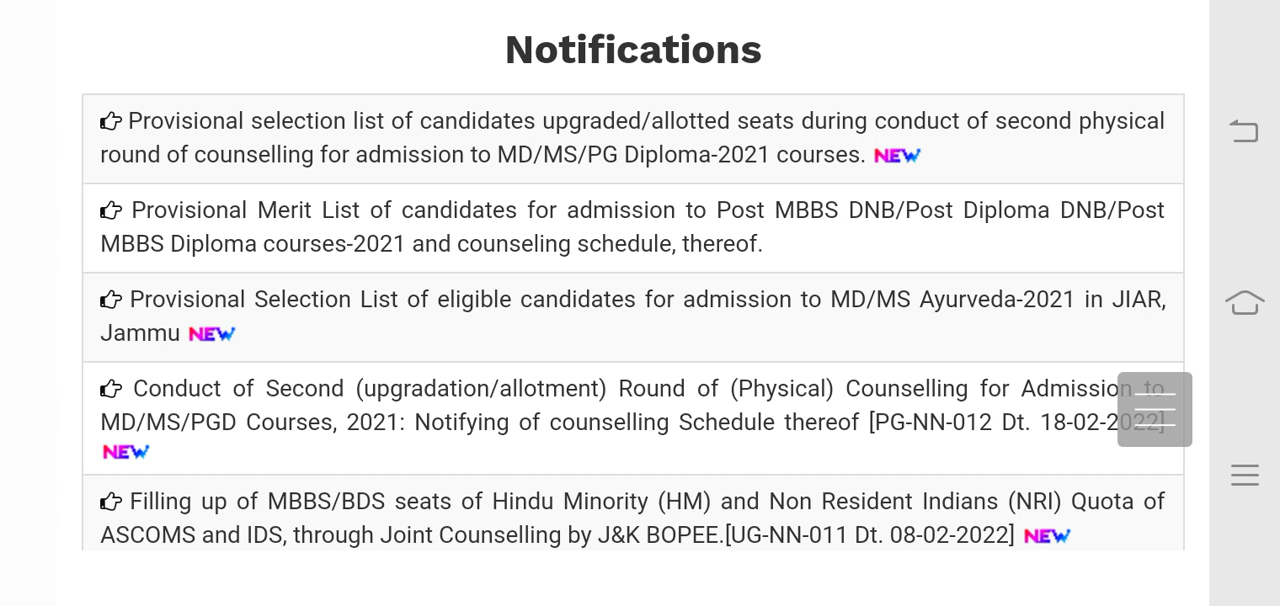 Notifications
Provisional selection list of candidates upgraded/allotted seats during conduct of second physical
round of counselling for admission to MD/MS/PG Diploma-2021 courses. NEW
Provisional Merit List of candidates for admission to Post MBBS DNB/Post Diploma DNB/Post
MBBS Diploma courses-2021 and counseling schedule, thereof.
Provisional Selection List of eligible candidates for admission to MD/MS Ayurveda-2021 in JIAR,
Jammu NEW
Conduct of Second (upgradation/allotment) Round of (Physical) Counselling for Admission to
MD/MS/PGD Courses, 2021: Notifying of counselling Schedule thereof [PG-NN-012 Dt. 18-02-2022]
NEW
Filling up of MBBS/BDS seats of Hindu Minority (HM) and Non Resident Indians (NRI) Quota of
ASCOMS and IDS, through Joint Counselling by J&K BOPEE.[UG-NN-011 Dt. 08-02-2022] NEW